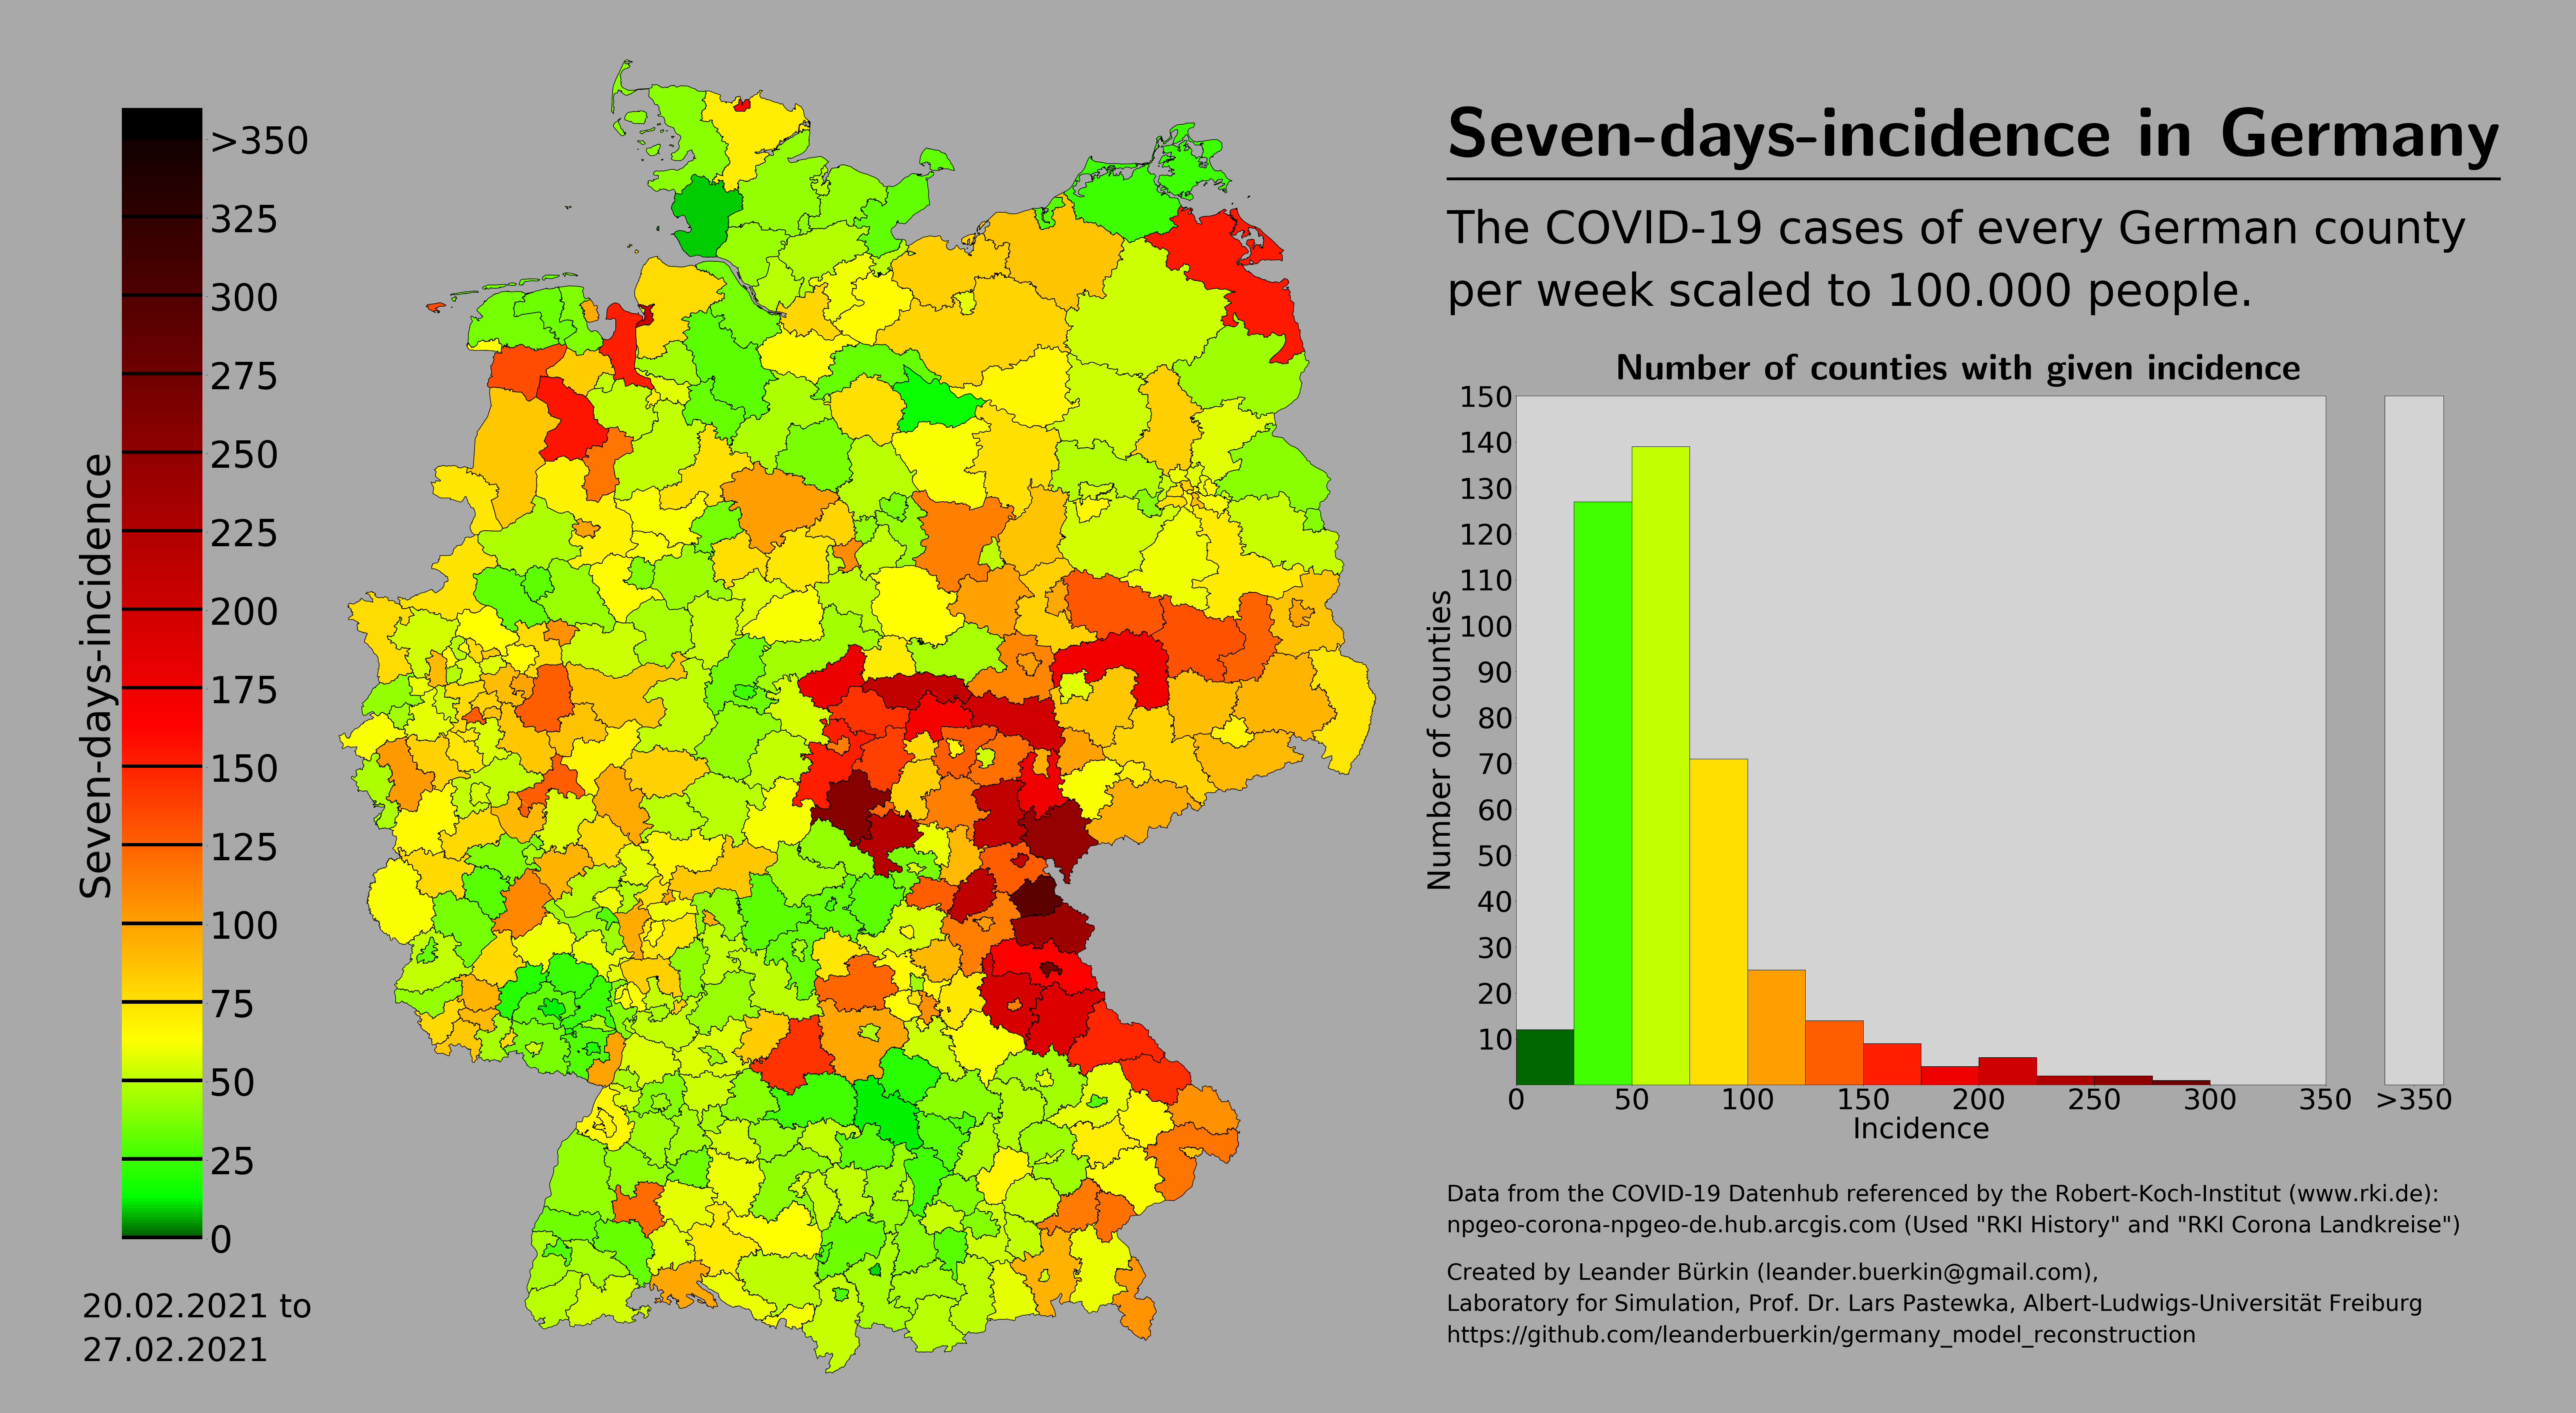 Seven-days-incidence in Germany
The COVID-19 cases of every German county
per week scaled to 100.000 people.
Seven-days-incidence
>350
325
300
275
250
225
200
175
150
125
100
75
50
25
0
20.02.2021 to
27.02.2021
Number of counties with given incidence
Number of counties
150
140
130
120
110
100
90
80
70
60
50
40
30
20
10
0 50 100 150 200 250 300 350 >350
Incidence
Data from the COVID-19 Datenhub referenced by the Robert-Koch-Institut (www.rki.de):
npgeo-corona-npgeo-de.hub.arcgis.com (Used "RKI History" and "RKI Corona Landkreise")
Created by Leander Bürkin (leander.buerkin@gmail.com),
Laboratory for Simulation, Prof. Dr. Lars Pastewka, Albert-Ludwigs-Universität Freiburg
https://github.com/leanderbuerkin/germany_model_reconstruction